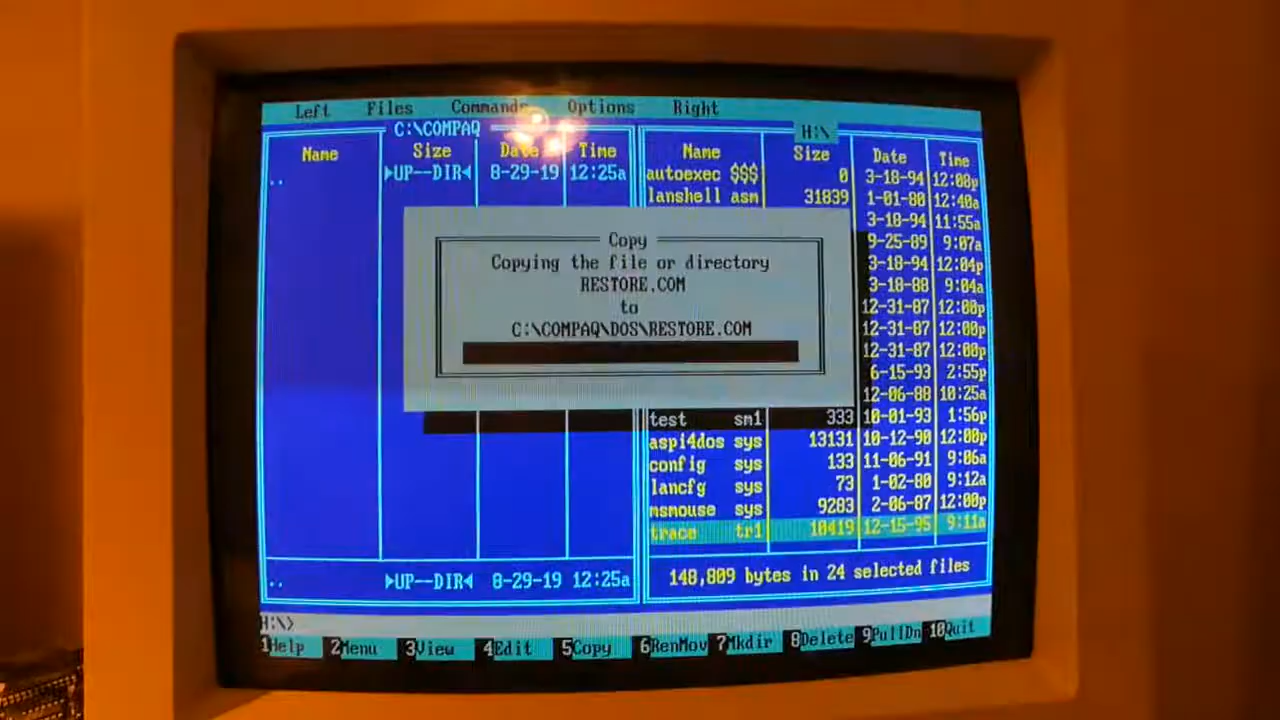 Left Files Commands Options Right
C:\COMPAQ H:\
Name Size Date Time Name Size Date Time
.. ►UP--DIR◄ 8-29-19 12:25a autoexec $$$ 0 3-18-94 12:08p
lanshell asm 31839 1-01-80 12:40a
3-18-94 11:55a
Copy 9-25-89 9:07a
Copying the file or directory 3-18-94 12:04p
RESTORE.COM 3-18-88 9:04a
to 12-31-87 12:00p
C:\COMPAQ\DOS\RESTORE.COM 12-31-87 12:00p
12-31-87 12:00p
6-15-93 2:55p
12-06-88 10:25a
test sm1 333 10-01-93 1:56p
aspi4dos sys 13131 10-12-90 12:00p
config sys 133 11-06-91 9:06a
lancfg sys 73 1-02-80 9:12a
msmouse sys 9283 2-06-87 12:00p
trace tr1 10419 12-15-95 9:11a
.. ►UP--DIR◄ 8-29-19 12:25a 148,809 bytes in 24 selected files
H:\>
1Help 2Menu 3View 4Edit 5Copy 6RenMov 7Mkdir 8Delete 9PullDn 10Quit